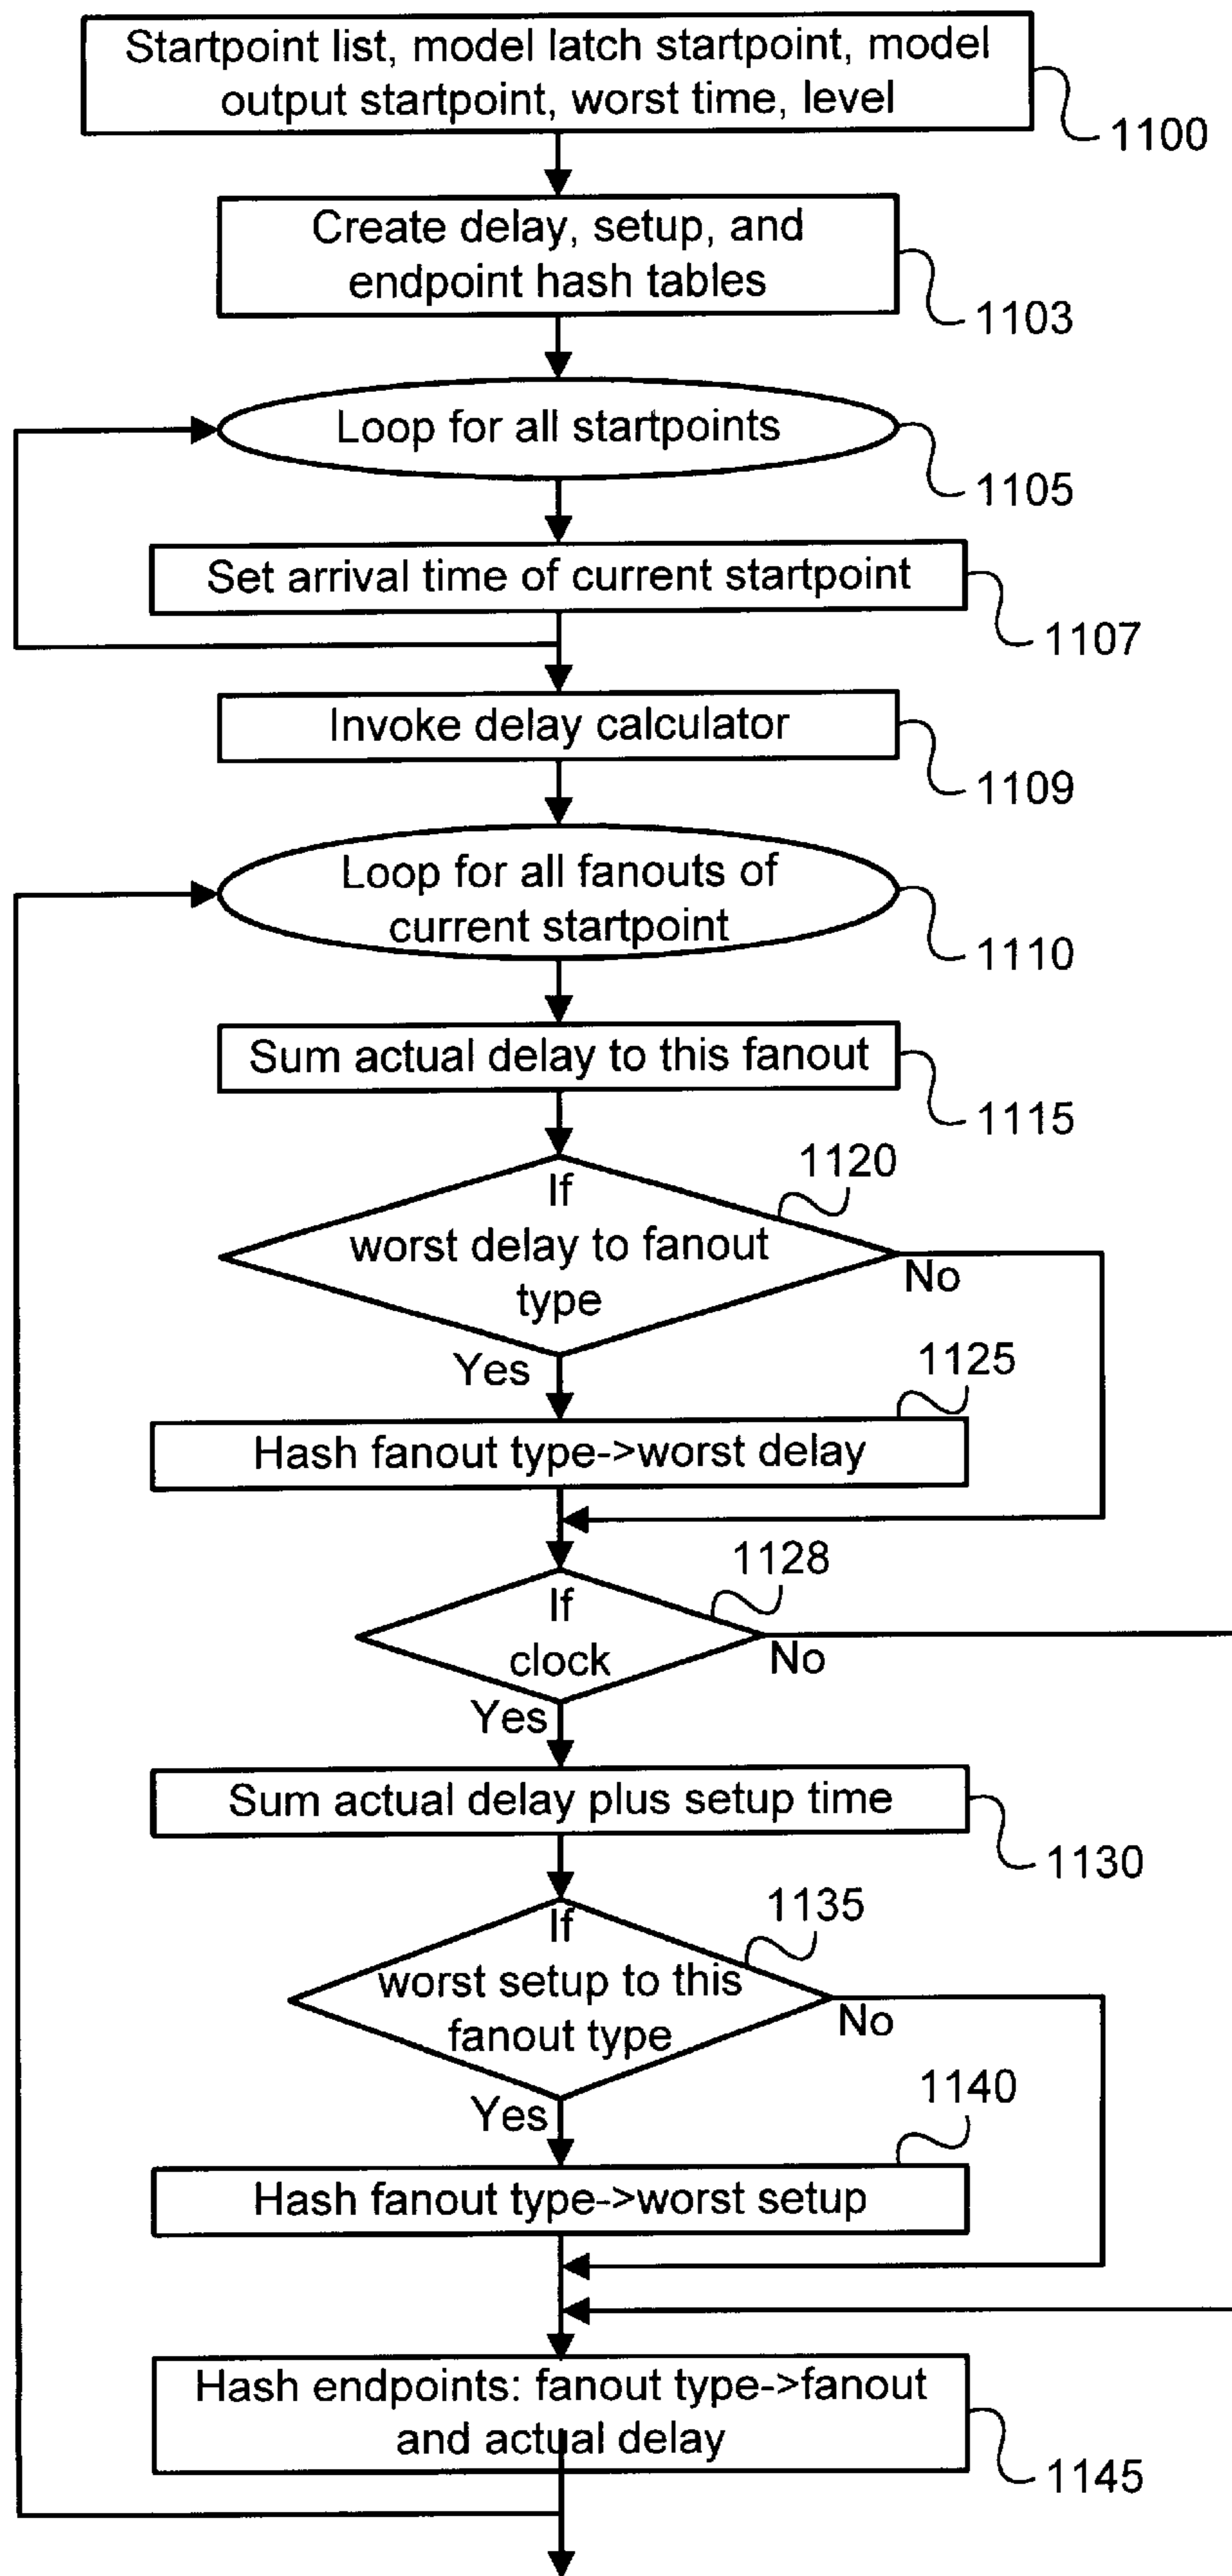 Startpoint list, model latch startpoint, model
output startpoint, worst time, level
1100
Create delay, setup, and
endpoint hash tables
1103
Loop for all startpoints
1105
Set arrival time of current startpoint
1107
Invoke delay calculator
1109
Loop for all fanouts of
current startpoint
1110
Sum actual delay to this fanout
1115
1120
If
worst delay to fanout
type
No
Yes
1125
Hash fanout type->worst delay
1128
If
clock
No
Yes
Sum actual delay plus setup time
1130
1135
If
worst setup to this
fanout type
No
Yes
1140
Hash fanout type->worst setup
Hash endpoints: fanout type->fanout
and actual delay
1145